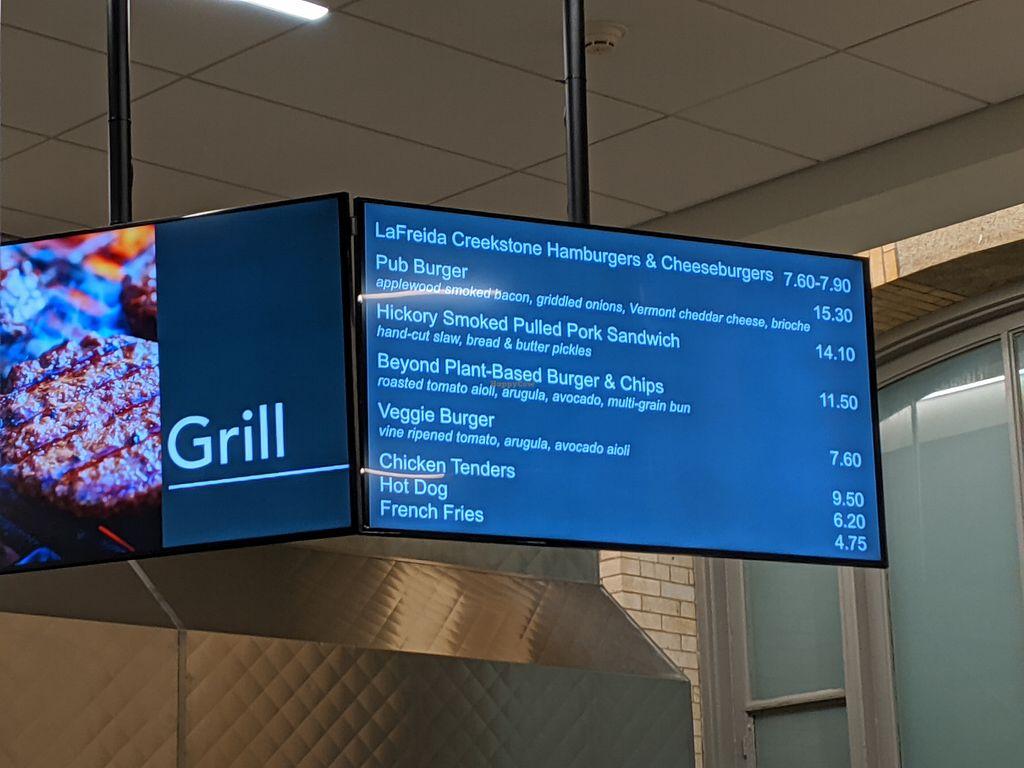 Grill
LaFreida Creekstone Hamburgers & Cheeseburgers 7.60-7.90
Pub Burger 15.30
applewood smoked bacon, griddled onions, Vermont cheddar cheese, brioche
Hickory Smoked Pulled Pork Sandwich 14.10
hand-cut slaw, bread & butter pickles
Beyond Plant-Based Burger & Chips 11.50
roasted tomato aioli, arugula, avocado, multi-grain bun
Veggie Burger 7.60
vine ripened tomato, arugula, avocado aioli
Chicken Tenders 9.50
Hot Dog 6.20
French Fries 4.75
HappyCow